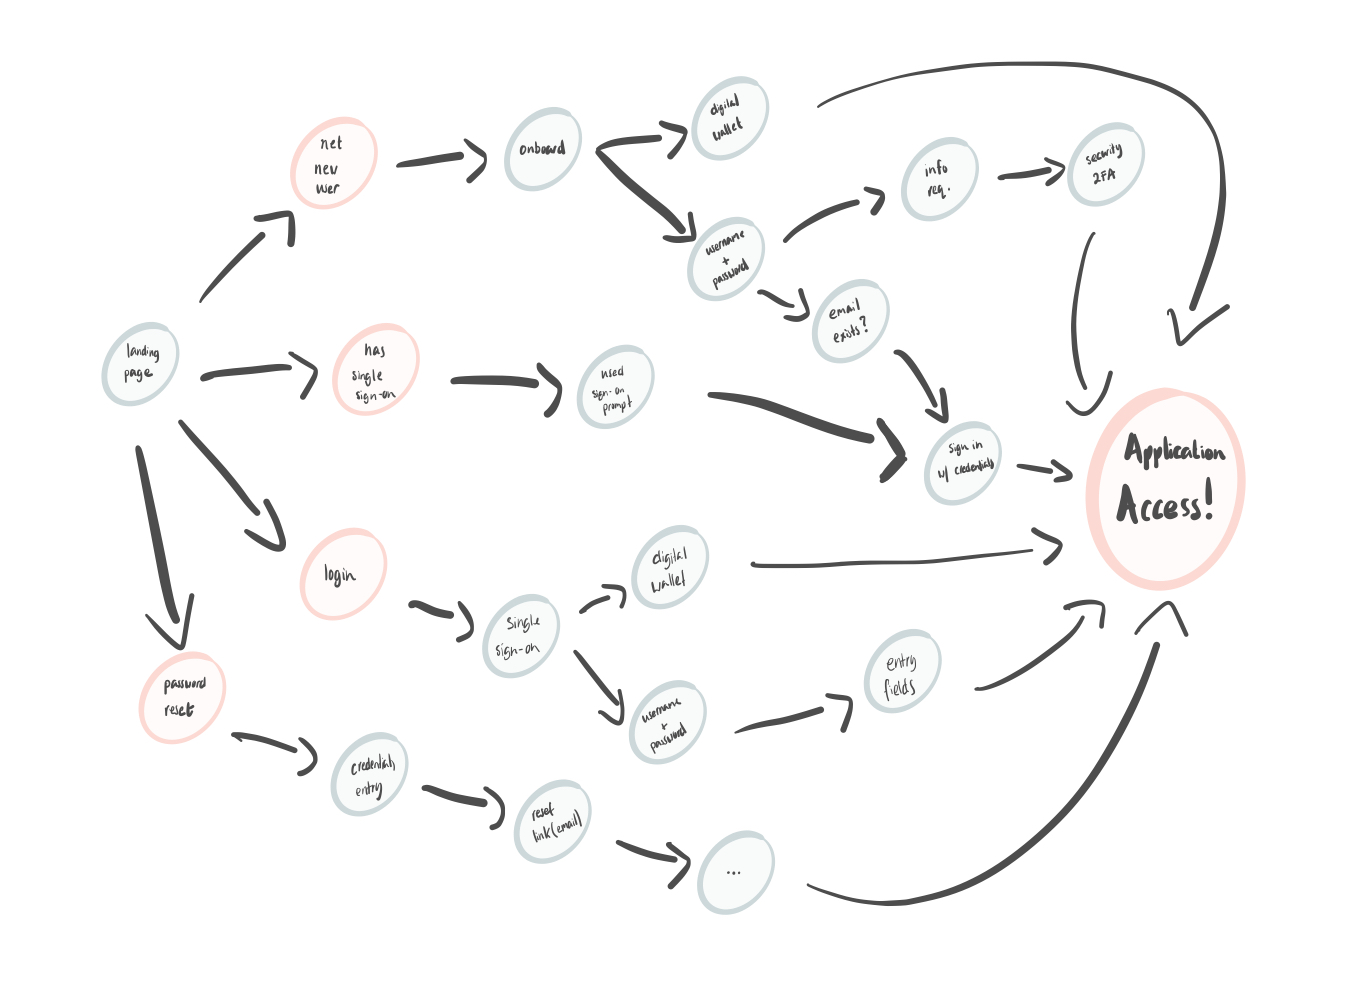 net
new
user
onboard
digital
wallet
info
req.
security
2FA
username
+
password
email
exists?
landing
page
has
single
sign-on
used
sign-on
prompt
sign in
w/ credentials
Application
Access!
login
single
sign-on
digital
wallet
username
+
password
entry
fields
password
reset
credentials
entry
reset
link(email)
...